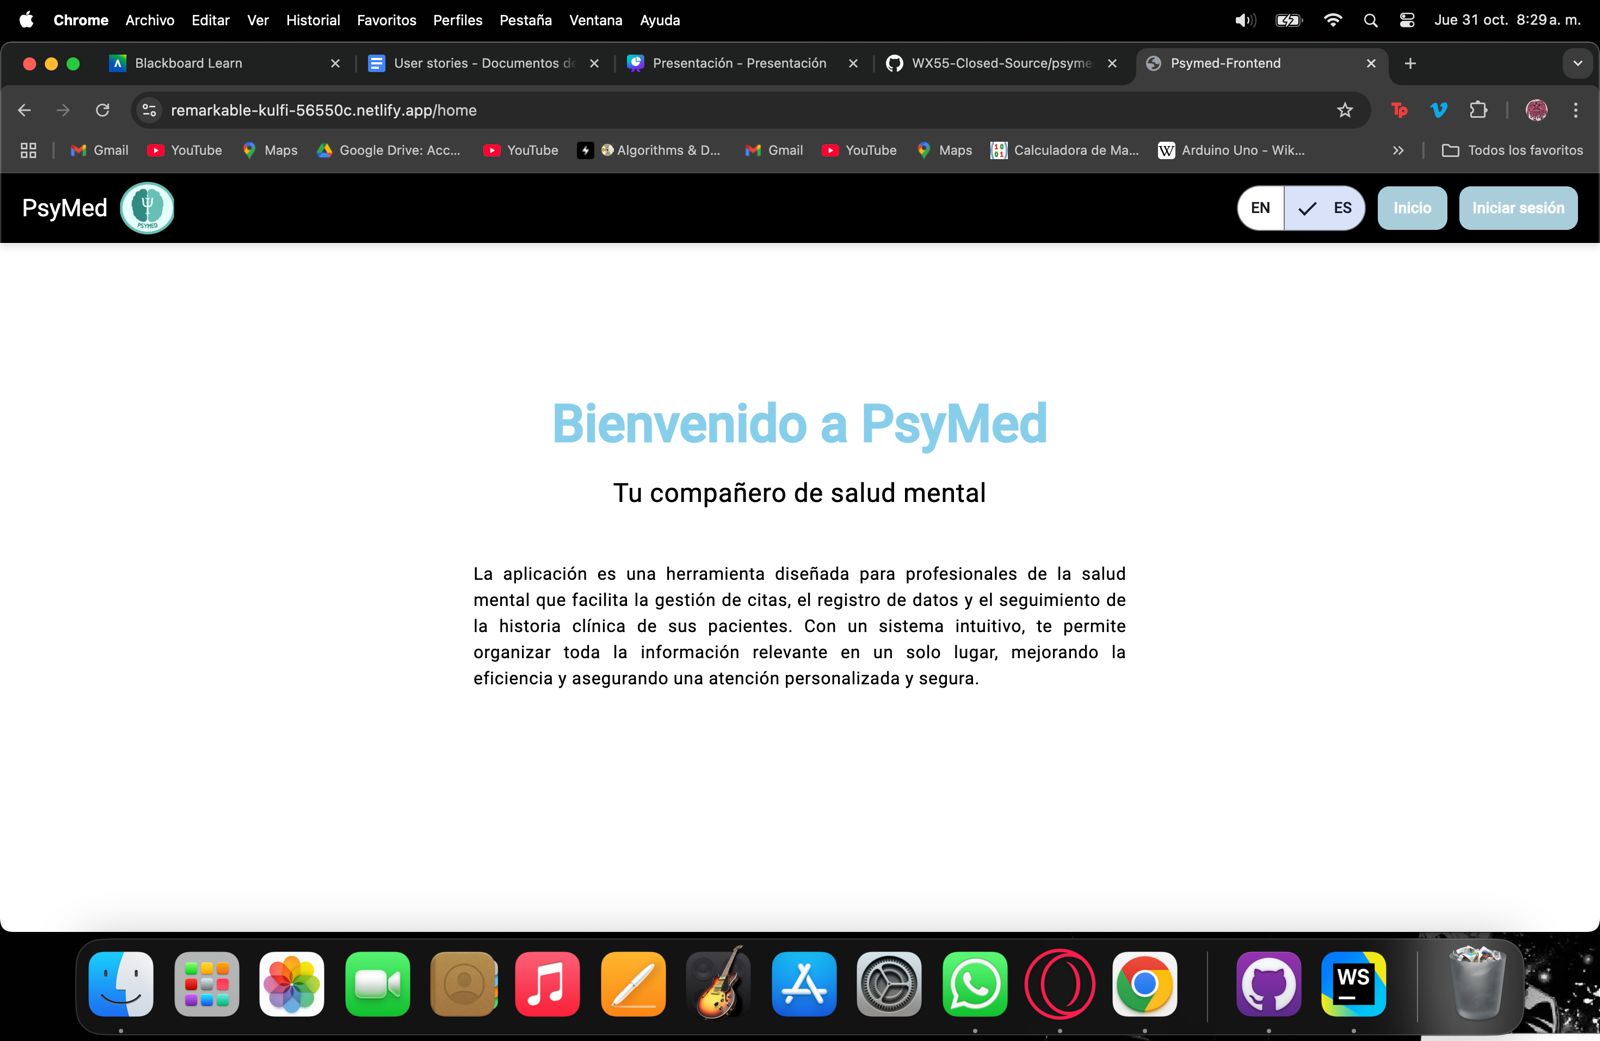 Chrome Archivo Editar Ver Historial Favoritos Perfiles Pestaña Ventana Ayuda Jue 31 oct. 8:29 a. m.
Blackboard Learn User stories - Documentos de Presentación - Presentación WX55-Closed-Source/psyme Psymed-Frontend
remarkable-kulfi-56550c.netlify.app/home Tp
Gmail YouTube Maps Google Drive: Acc... YouTube Algorithms & D... Gmail YouTube Maps Calculadora de Ma... W Arduino Uno - Wik... Todos los favoritos
PsyMed PSYMED EN ES Inicio Iniciar sesión
Bienvenido a PsyMed
Tu compañero de salud mental
La aplicación es una herramienta diseñada para profesionales de la salud
mental que facilita la gestión de citas, el registro de datos y el seguimiento de
la historia clínica de sus pacientes. Con un sistema intuitivo, te permite
organizar toda la información relevante en un solo lugar, mejorando la
eficiencia y asegurando una atención personalizada y segura.
WS